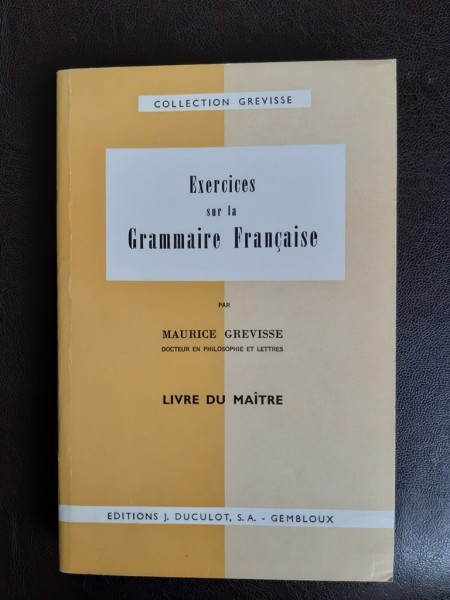 COLLECTION GREVISSE
Exercices
sur la
Grammaire Française
PAR
MAURICE GREVISSE
DOCTEUR EN PHILOSOPHIE ET LETTRES
LIVRE DU MAÎTRE
EDITIONS J. DUCULOT, S.A. - GEMBLOUX